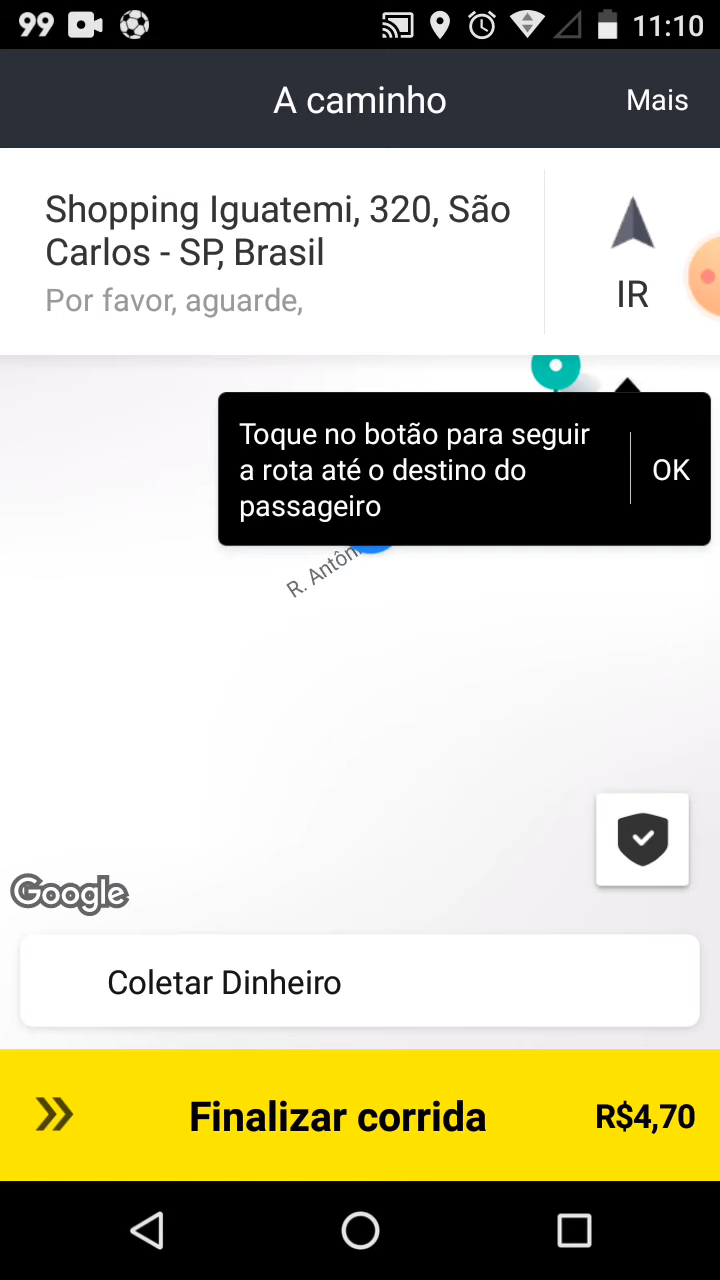 99 11:10
A caminho Mais
Shopping Iguatemi, 320, São
Carlos - SP, Brasil
Por favor, aguarde,
IR
Toque no botão para seguir
a rota até o destino do
passageiro
OK
R. Antôn
Google
Coletar Dinheiro
Finalizar corrida R$4,70